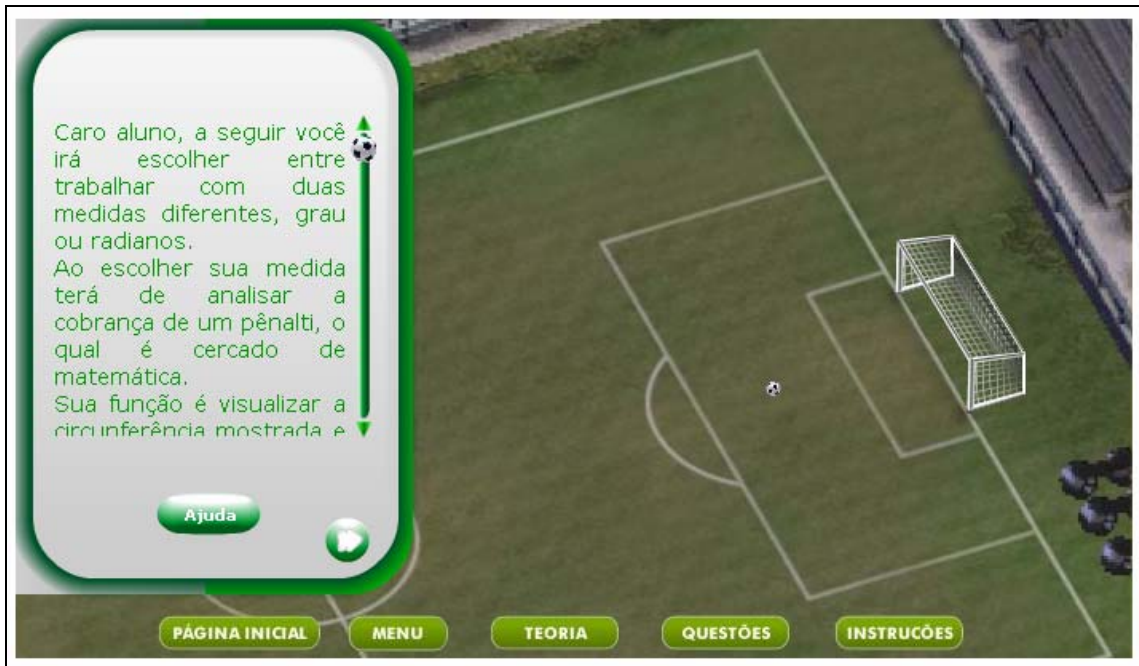 Caro aluno, a seguir você
irá escolher entre
trabalhar com duas
medidas diferentes, grau
ou radianos.
Ao escolher sua medida
terá de analisar a
cobrança de um pênalti, o
qual é cercado de
matemática.
Sua função é visualizar a
circunferência mostrada e
Ajuda
PÁGINA INICIAL
MENU
TEORIA
QUESTÕES
INSTRUCÕES